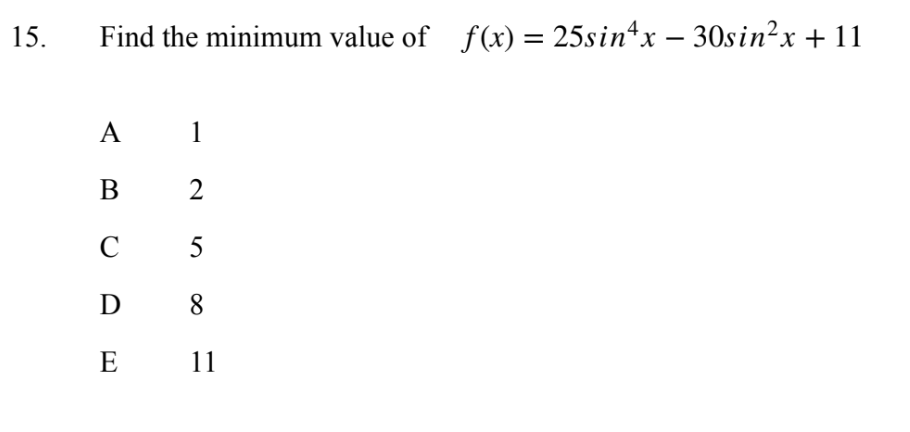 15. Find the minimum value of f(x) = 25sin⁴x − 30sin²x + 11
A 1
B 2
C 5
D 8
E 11